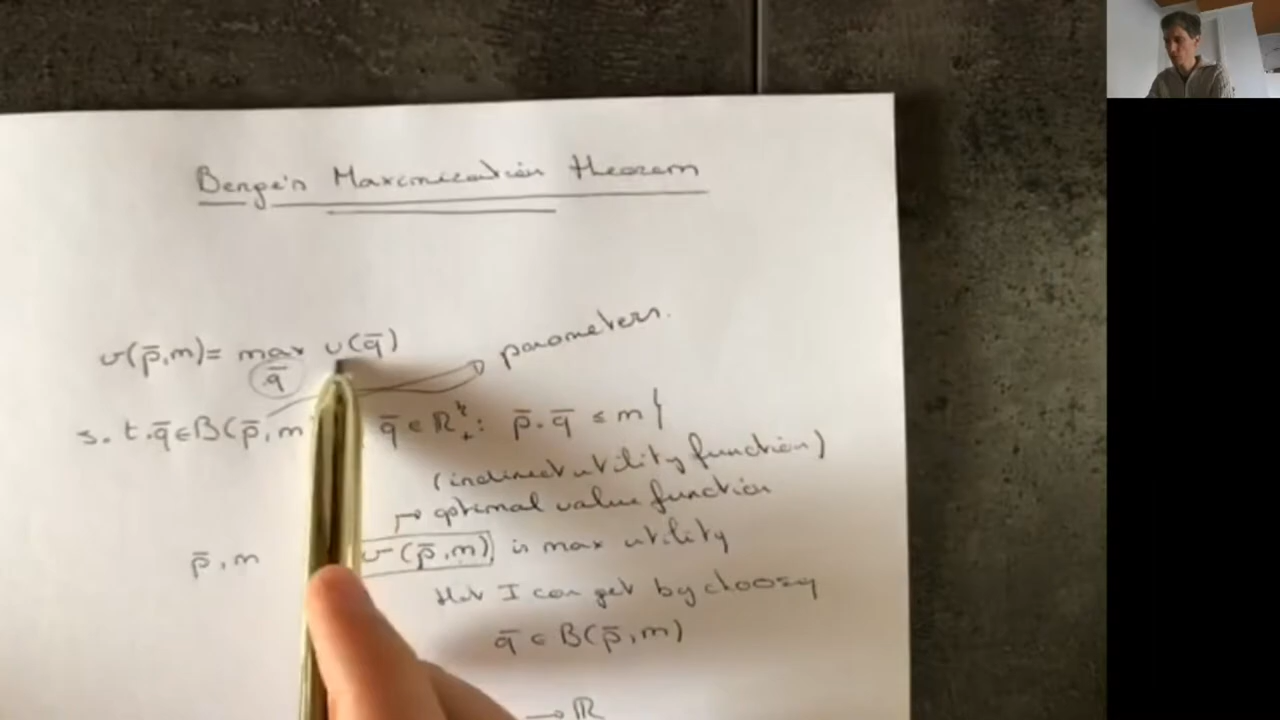 Berge's Maximization theorem
v(p̄,m)= max u(q̄)
q̄
parameters.
s.t. q̄∈B(p̄,m q̄ ∈ ℝ₊ᵏ: p̄.q̄ ≤ m}
(indirect utility function)
→ optimal value function
p̄,m v(p̄,m) is max utility
that I can get by choosing
q̄ ∈ B(p̄,m)
→ ℝ